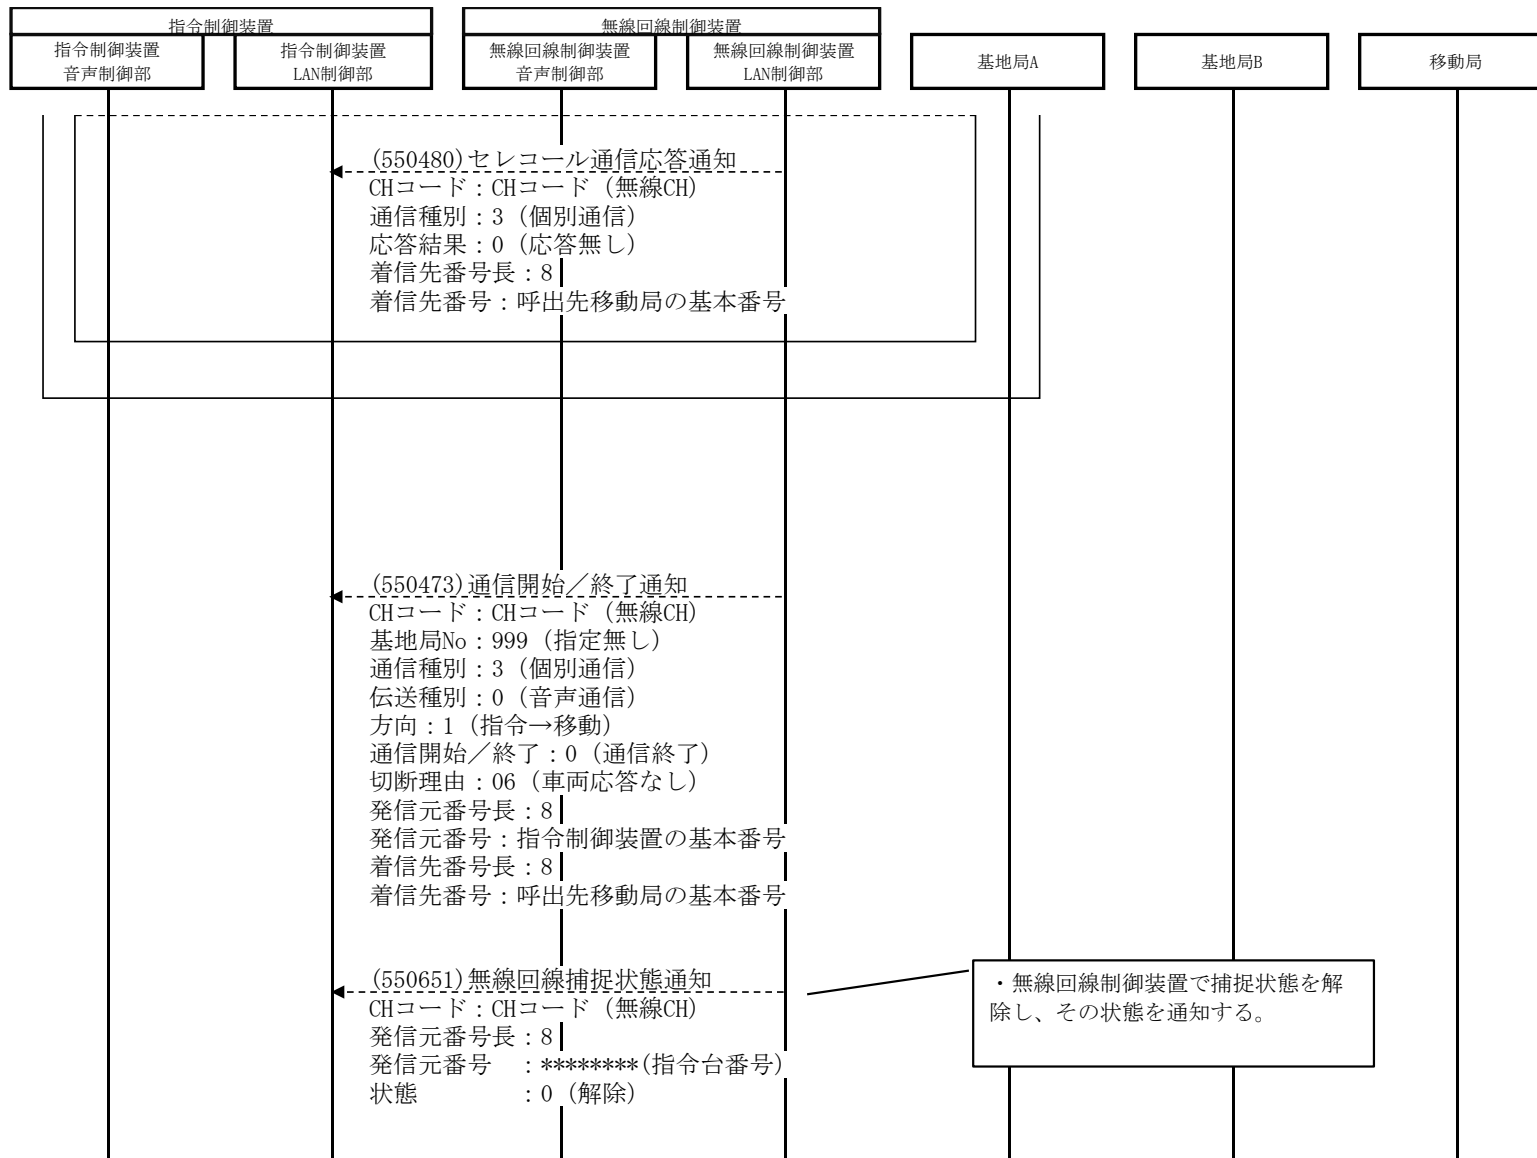 指令制御装置
無線回線制御装置
指令制御装置
音声制御部
指令制御装置
LAN制御部
無線回線制御装置
音声制御部
無線回線制御装置
LAN制御部
基地局A
基地局B
移動局
(550480)セレコール通信応答通知
CHコード：CHコード（無線CH）
通信種別：3（個別通信）
応答結果：0（応答無し）
着信先番号長：8
着信先番号：呼出先移動局の基本番号
(550473)通信開始／終了通知
CHコード：CHコード（無線CH）
基地局No：999（指定無し）
通信種別：3（個別通信）
伝送種別：0（音声通信）
方向：1（指令→移動）
通信開始／終了：0（通信終了）
切断理由：06（車両応答なし）
発信元番号長：8
発信元番号：指令制御装置の基本番号
着信先番号長：8
着信先番号：呼出先移動局の基本番号
(550651)無線回線捕捉状態通知
CHコード：CHコード（無線CH）
発信元番号長：8
発信元番号　：********(指令台番号)
状態　　　　：0（解除）
・無線回線制御装置で捕捉状態を解
除し、その状態を通知する。